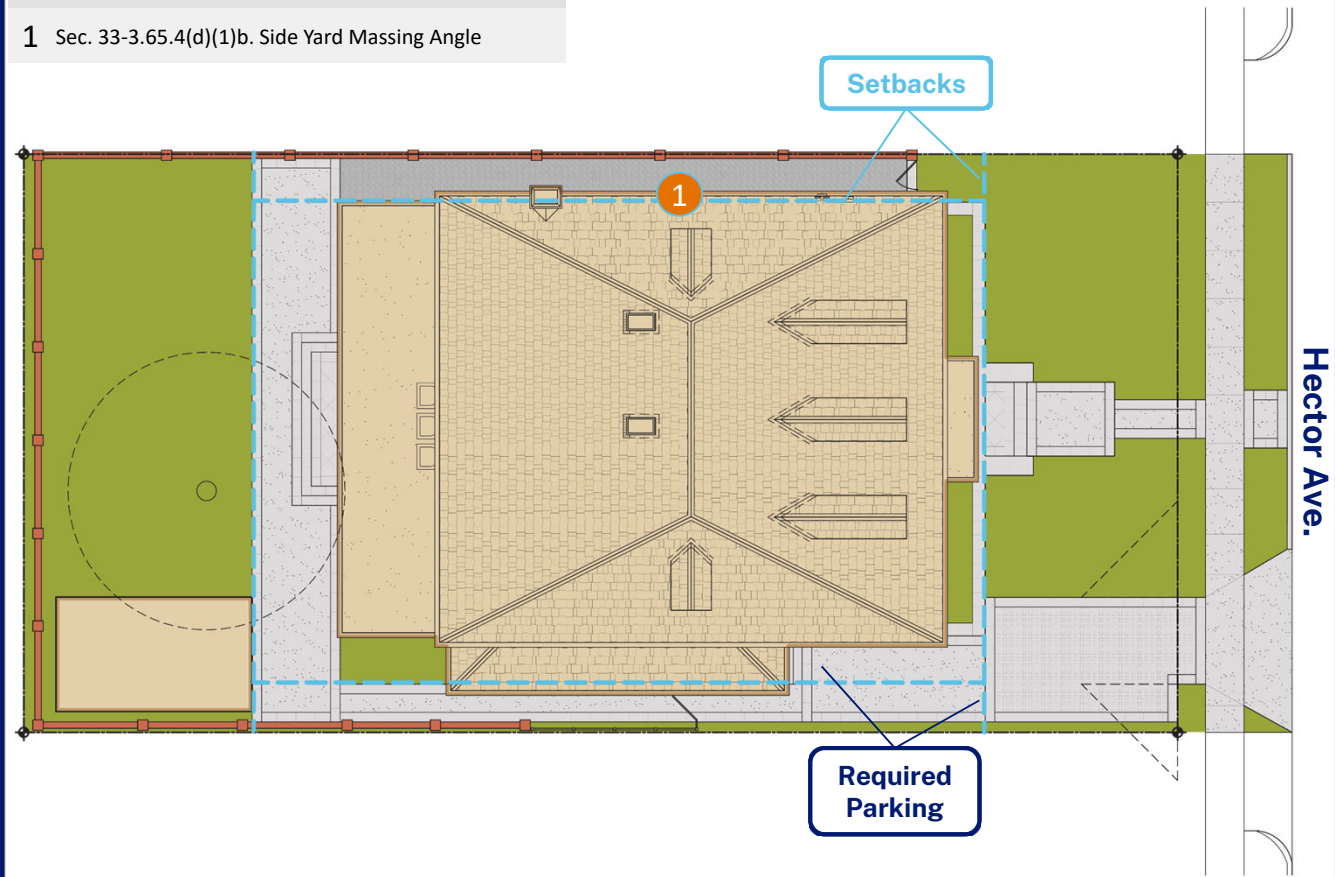 1 Sec. 33-3.65.4(d)(1)b. Side Yard Massing Angle
Setbacks
1
Hector Ave.
Required
Parking